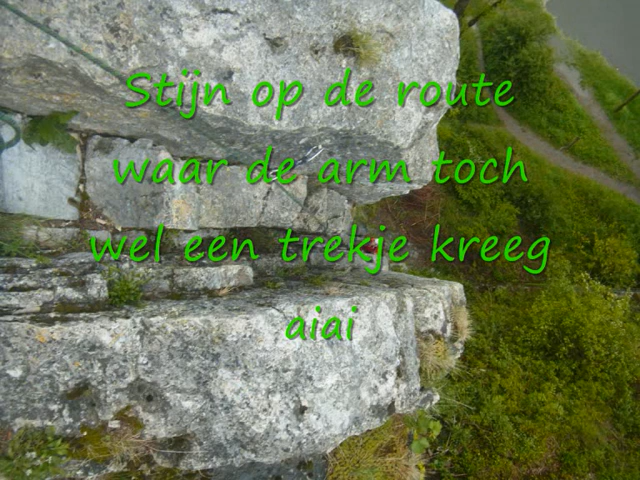 Stijn op de route
waar de arm toch
wel een trekje kreeg
aiai